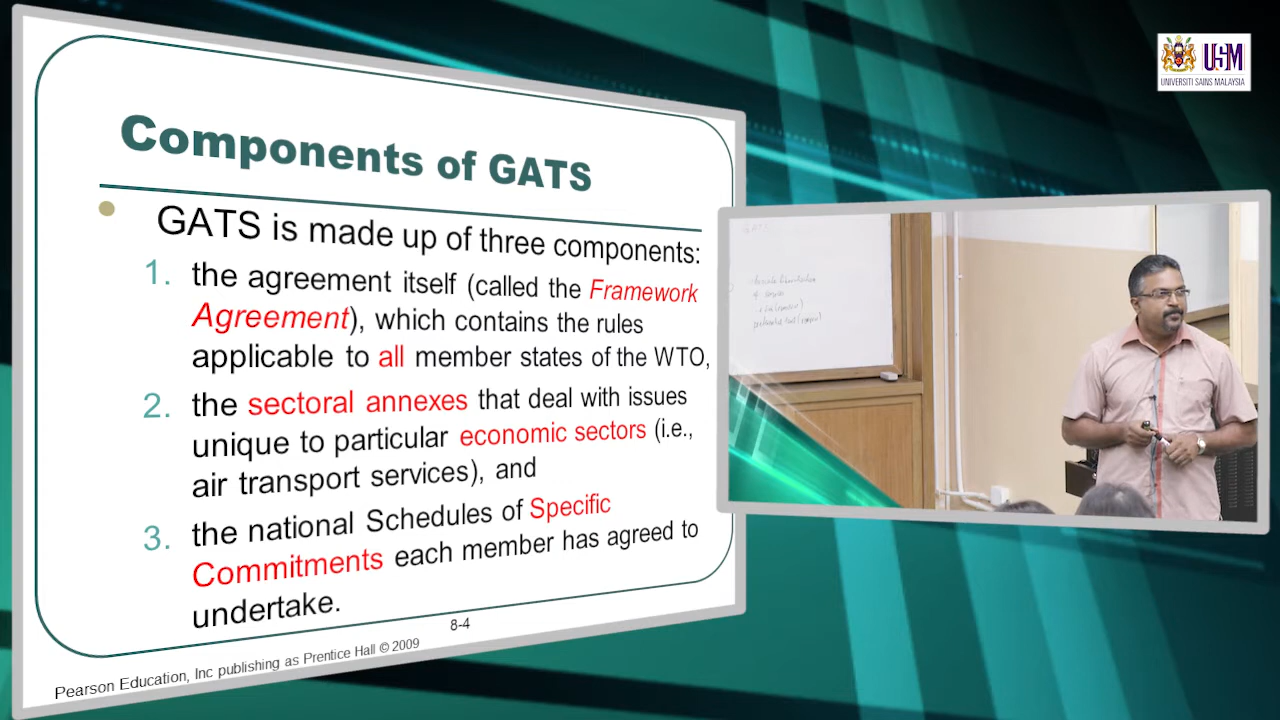 Components of GATS
GATS is made up of three components:
1. the agreement itself (called the Framework
Agreement), which contains the rules
applicable to all member states of the WTO,
2. the sectoral annexes that deal with issues
unique to particular economic sectors (i.e.,
air transport services), and
3. the national Schedules of Specific
Commitments each member has agreed to
undertake.
8-4
Pearson Education, Inc publishing as Prentice Hall © 2009
USM
UNIVERSITI SAINS MALAYSIA
GATS